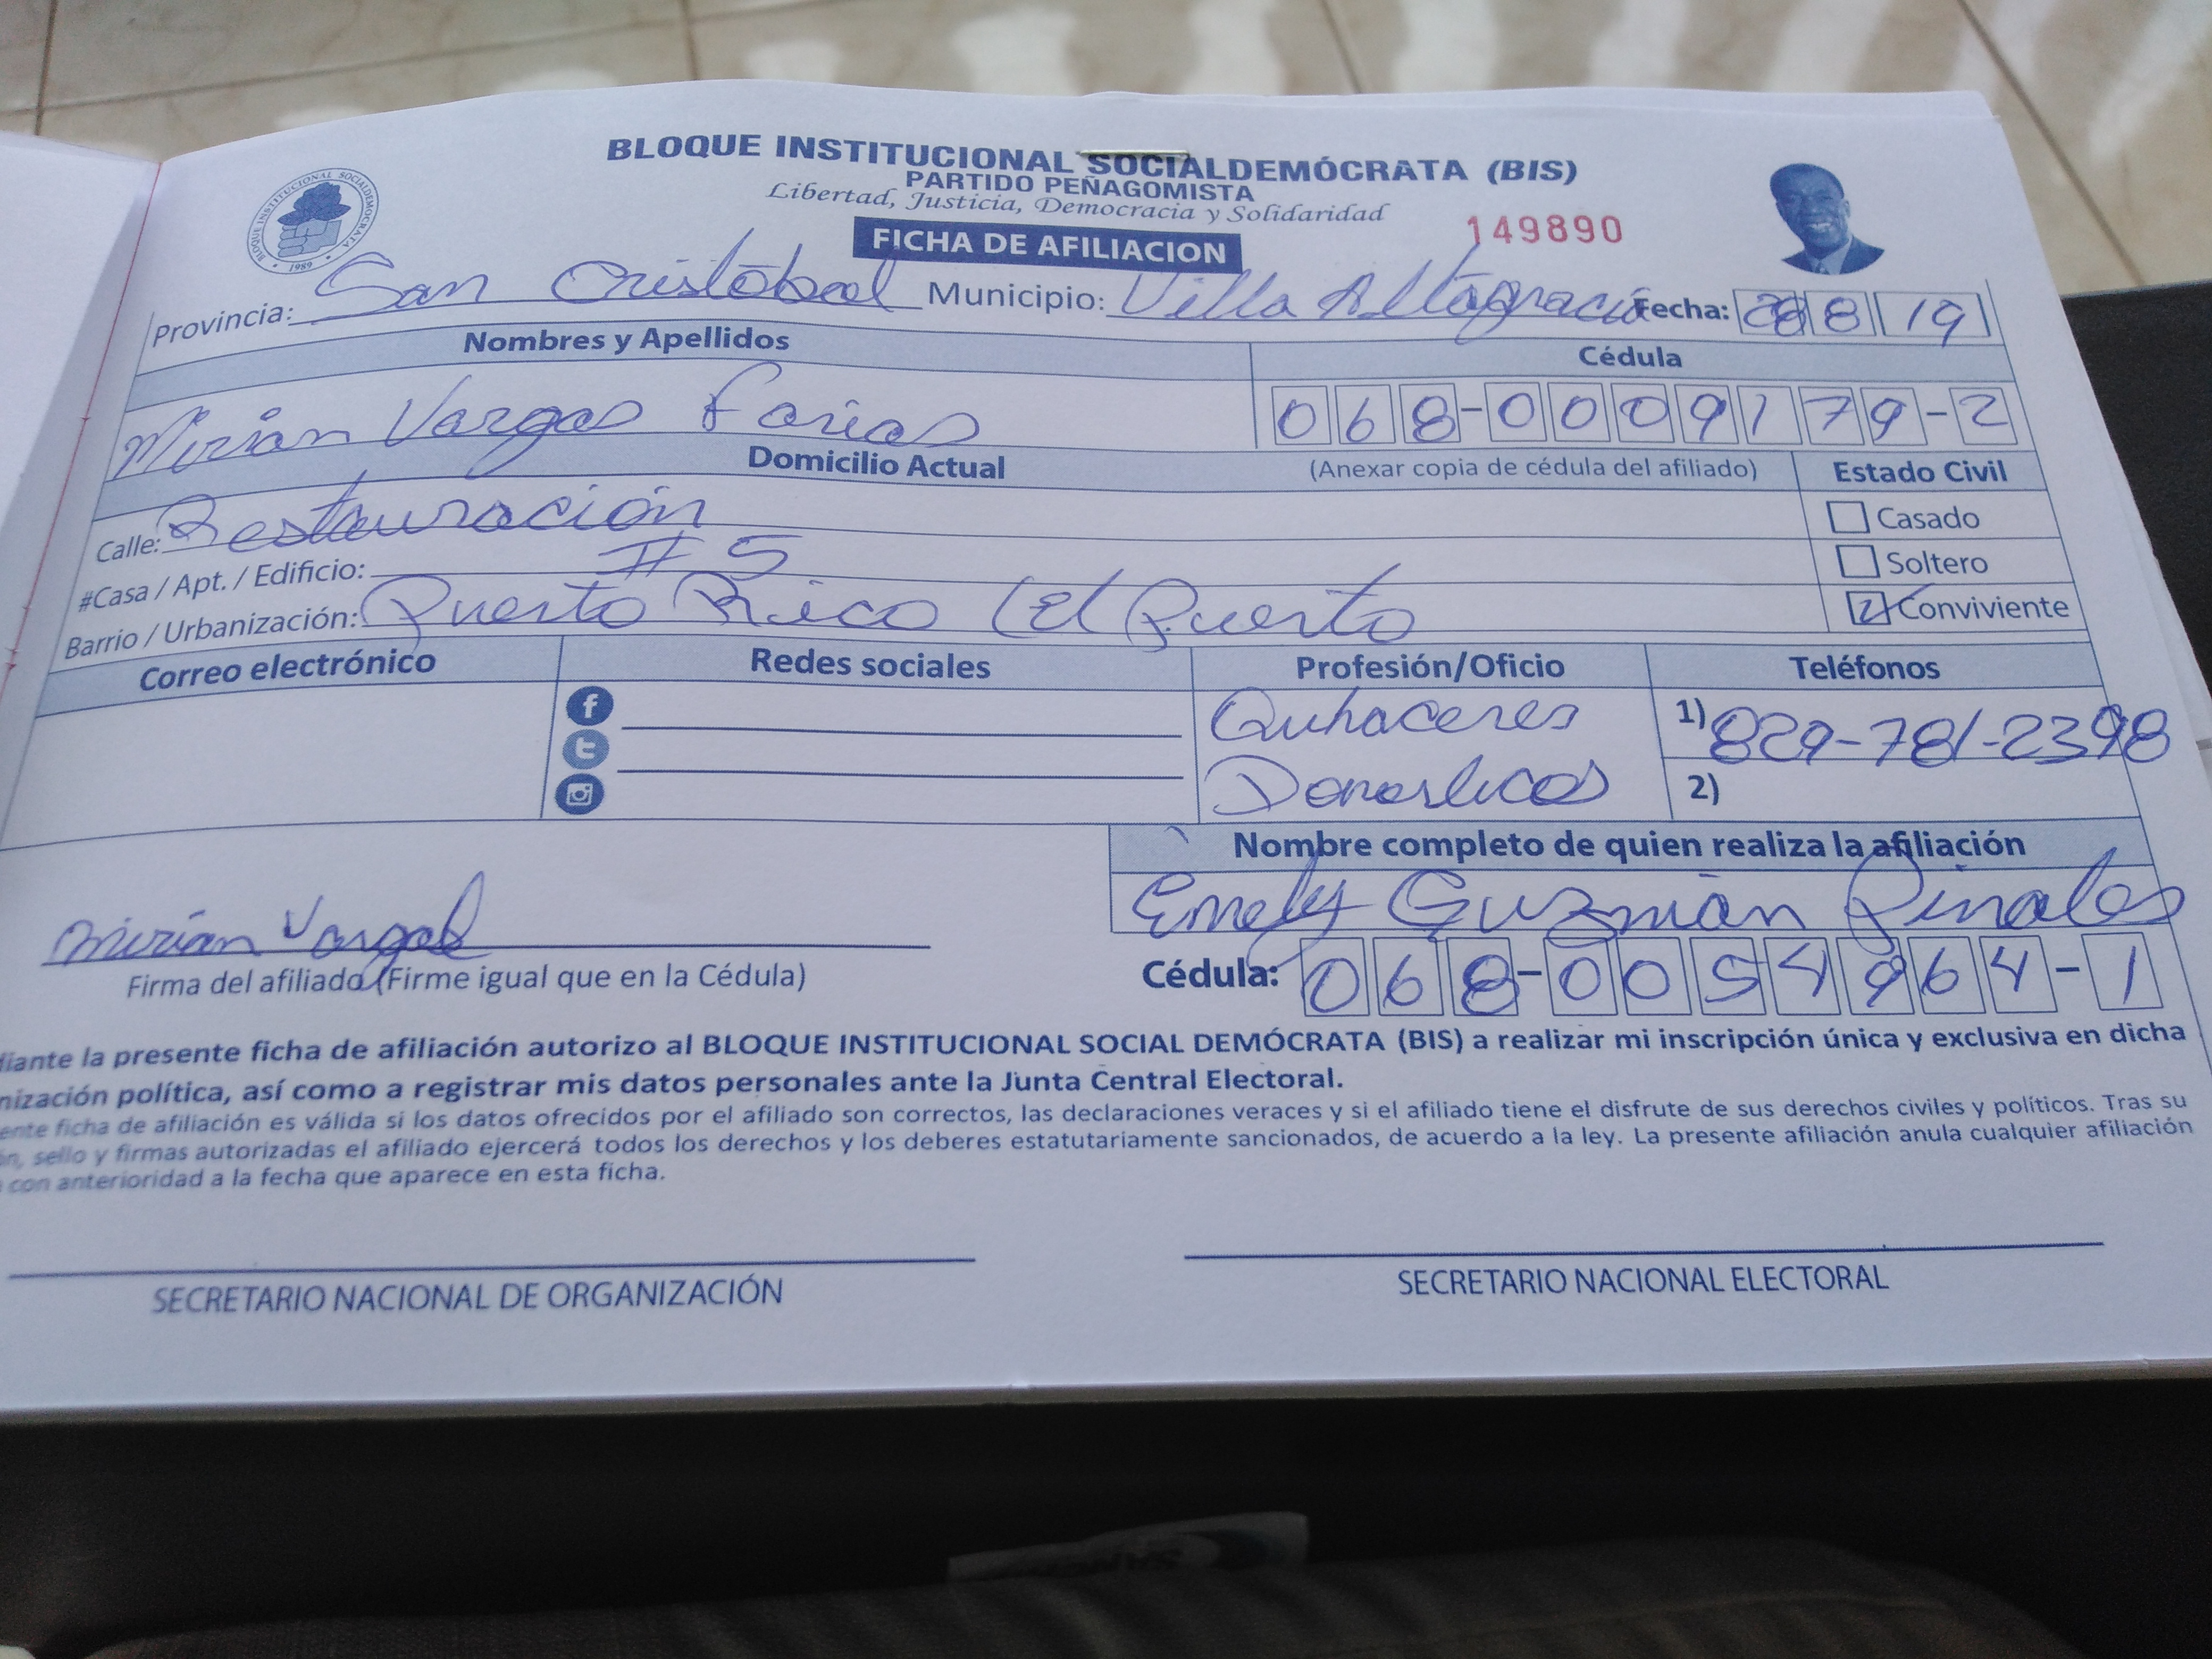 BLOQUE INSTITUCIONAL SOCIALDEMÓCRATA (BIS)
PARTIDO PEÑAGOMISTA
Libertad, Justicia, Democracia y Solidaridad
BLOQUE INSTITUCIONAL SOCIALDEMOCRATA
1989
FICHA DE AFILIACION
149890
Provincia: San Cristóbal Municipio: Villa Altagracia Fecha: 8 19
Nombres y Apellidos
Cédula
Mirian Vargas Farias
068-0009179-2
Domicilio Actual
(Anexar copia de cédula del afiliado)
Estado Civil
Calle: Restauración
Casado
#Casa / Apt. / Edificio: # 5
Soltero
Barrio / Urbanización: Puerto Rico (El Puerto
Conviviente
Correo electrónico
Redes sociales
Profesión/Oficio
Teléfonos
Quhaceres
Domesticos
1) 829-781-2398
2)
Nombre completo de quien realiza la afiliación
Emely Guzmán Pinales
Mirian Vargas
Firma del afiliado (Firme igual que en la Cédula)
Cédula: 068-0054964-1
diante la presente ficha de afiliación autorizo al BLOQUE INSTITUCIONAL SOCIAL DEMÓCRATA (BIS) a realizar mi inscripción única y exclusiva en dicha
nización política, así como a registrar mis datos personales ante la Junta Central Electoral.
ente ficha de afiliación es válida si los datos ofrecidos por el afiliado son correctos, las declaraciones veraces y si el afiliado tiene el disfrute de sus derechos civiles y políticos. Tras su
ón, sello y firmas autorizadas el afiliado ejercerá todos los derechos y los deberes estatutariamente sancionados, de acuerdo a la ley. La presente afiliación anula cualquier afiliación
con anterioridad a la fecha que aparece en esta ficha.
SECRETARIO NACIONAL DE ORGANIZACIÓN
SECRETARIO NACIONAL ELECTORAL